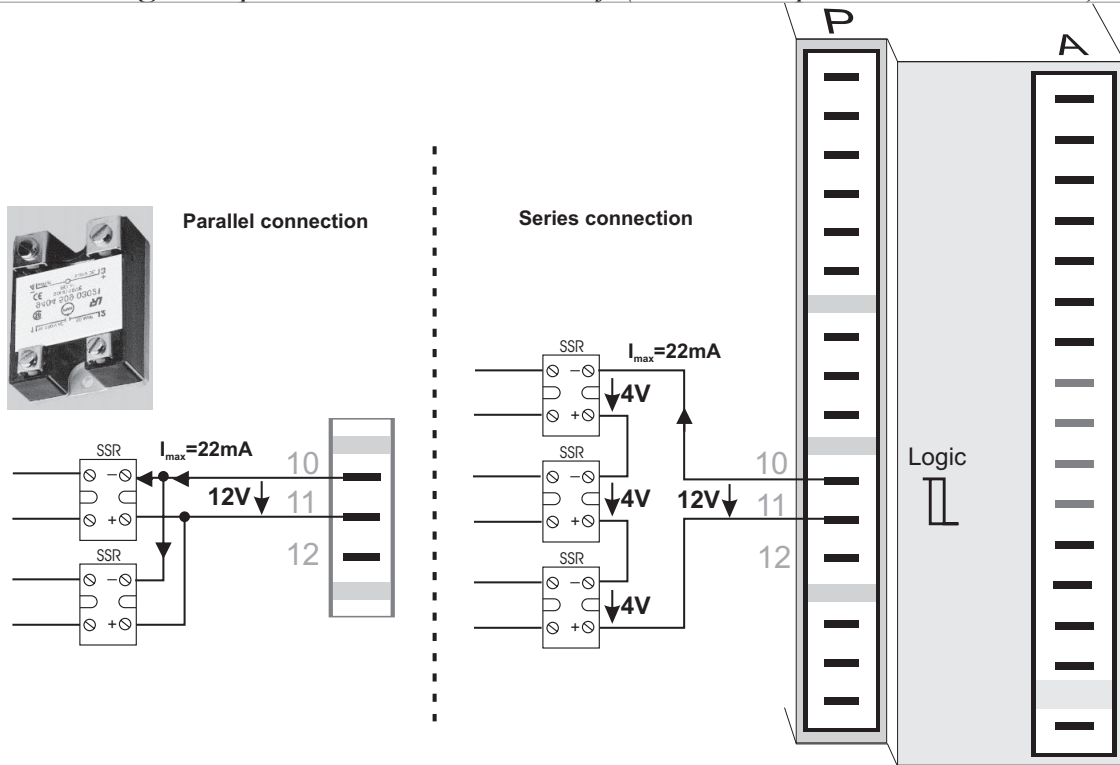 P
A
Parallel connection
Series connection
SSR
Imax=22mA
10
12V
11
SSR
12
SSR
Imax=22mA
4V
SSR
4V
12V
10
11
12
SSR
4V
Logic